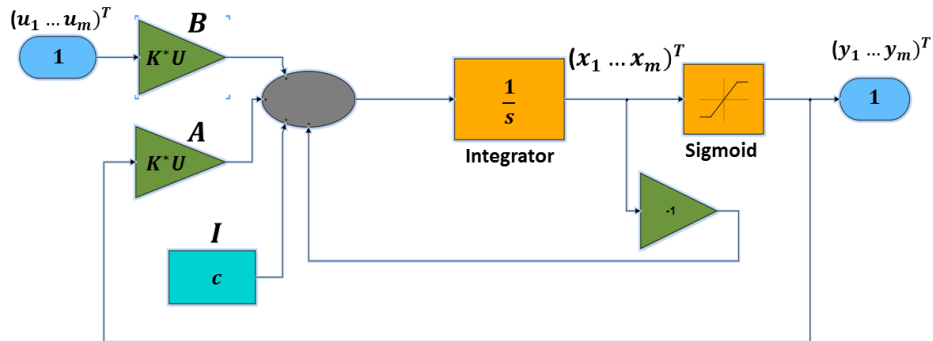 (u₁ ... uₘ)ᵀ
B
1
K*U
A
K*U
I
c
1
s
Integrator
(x₁ ... xₘ)ᵀ
Sigmoid
-1
(y₁ ... yₘ)ᵀ
1